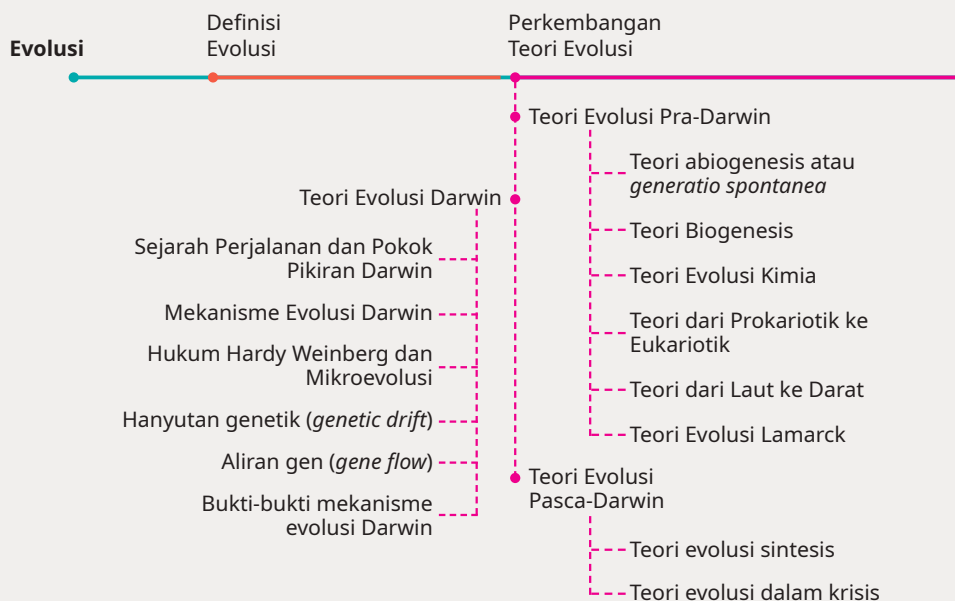 Evolusi
Definisi
Evolusi
Perkembangan
Teori Evolusi
Teori Evolusi Pra-Darwin
Teori abiogenesis atau
generatio spontanea
Teori Biogenesis
Teori Evolusi Kimia
Teori dari Prokariotik ke
Eukariotik
Teori dari Laut ke Darat
Teori Evolusi Lamarck
Teori Evolusi Darwin
Sejarah Perjalanan dan Pokok
Pikiran Darwin
Mekanisme Evolusi Darwin
Hukum Hardy Weinberg dan
Mikroevolusi
Hanyutan genetik (genetic drift)
Aliran gen (gene flow)
Bukti-bukti mekanisme
evolusi Darwin
Teori Evolusi
Pasca-Darwin
Teori evolusi sintesis
Teori evolusi dalam krisis